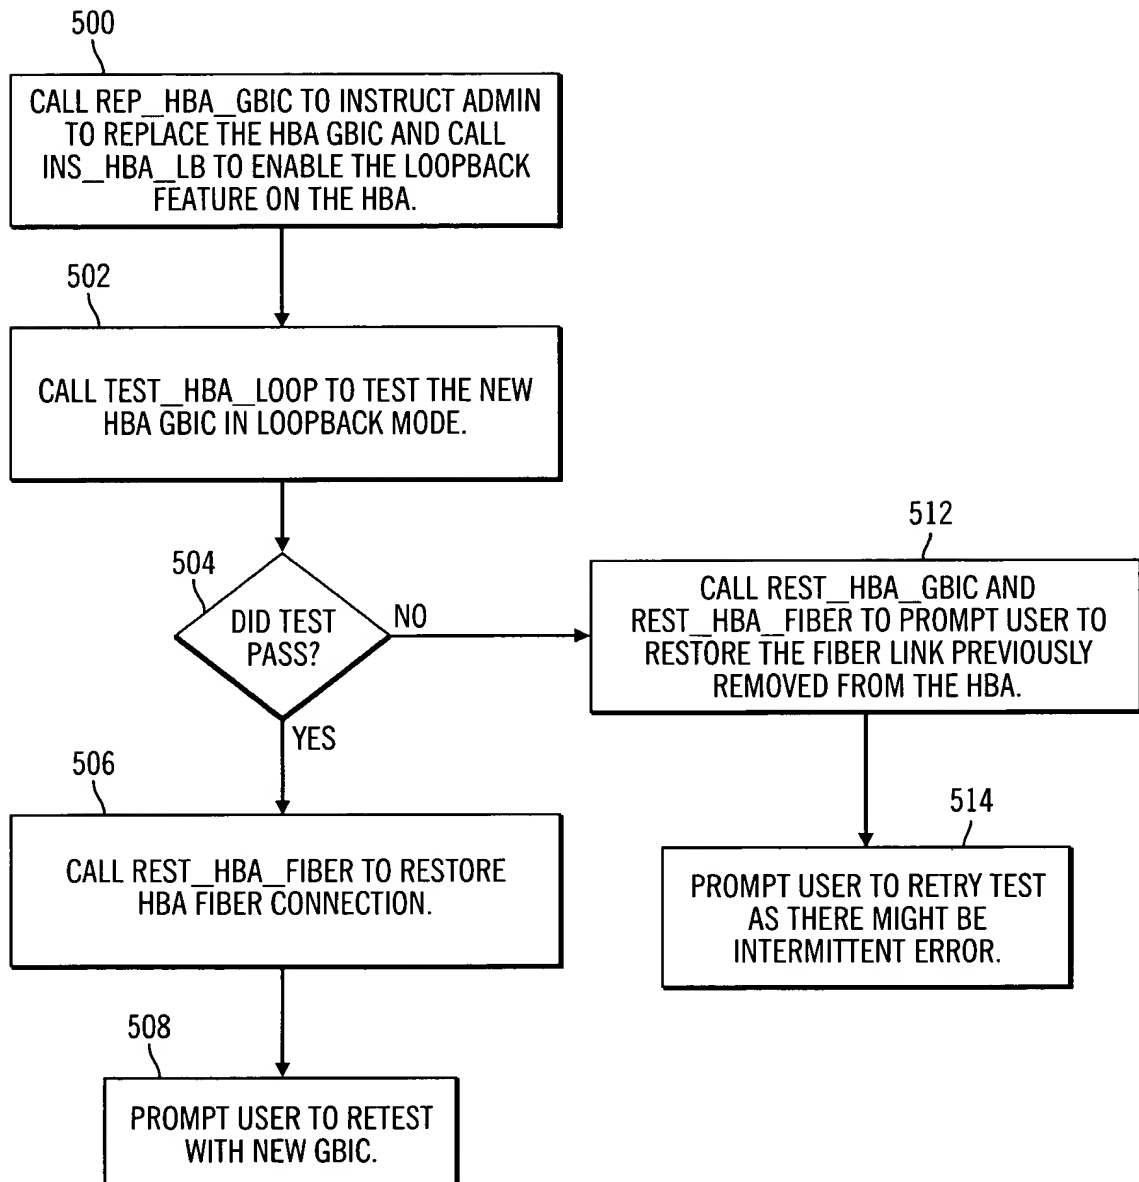 500
CALL REP_HBA_GBIC TO INSTRUCT ADMIN
TO REPLACE THE HBA GBIC AND CALL
INS_HBA_LB TO ENABLE THE LOOPBACK
FEATURE ON THE HBA.
502
CALL TEST_HBA_LOOP TO TEST THE NEW
HBA GBIC IN LOOPBACK MODE.
504
DID TEST
PASS?
NO
YES
512
CALL REST_HBA_GBIC AND
REST_HBA_FIBER TO PROMPT USER TO
RESTORE THE FIBER LINK PREVIOUSLY
REMOVED FROM THE HBA.
506
CALL REST_HBA_FIBER TO RESTORE
HBA FIBER CONNECTION.
514
PROMPT USER TO RETRY TEST
AS THERE MIGHT BE
INTERMITTENT ERROR.
508
PROMPT USER TO RETEST
WITH NEW GBIC.